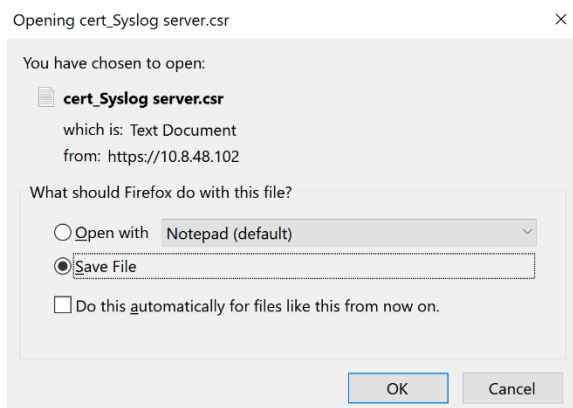 Opening cert_Syslog server.csr
You have chosen to open:
cert_Syslog server.csr
which is: Text Document
from: https://10.8.48.102
What should Firefox do with this file?
Open with Notepad (default)
Save File
Do this automatically for files like this from now on.
OK Cancel